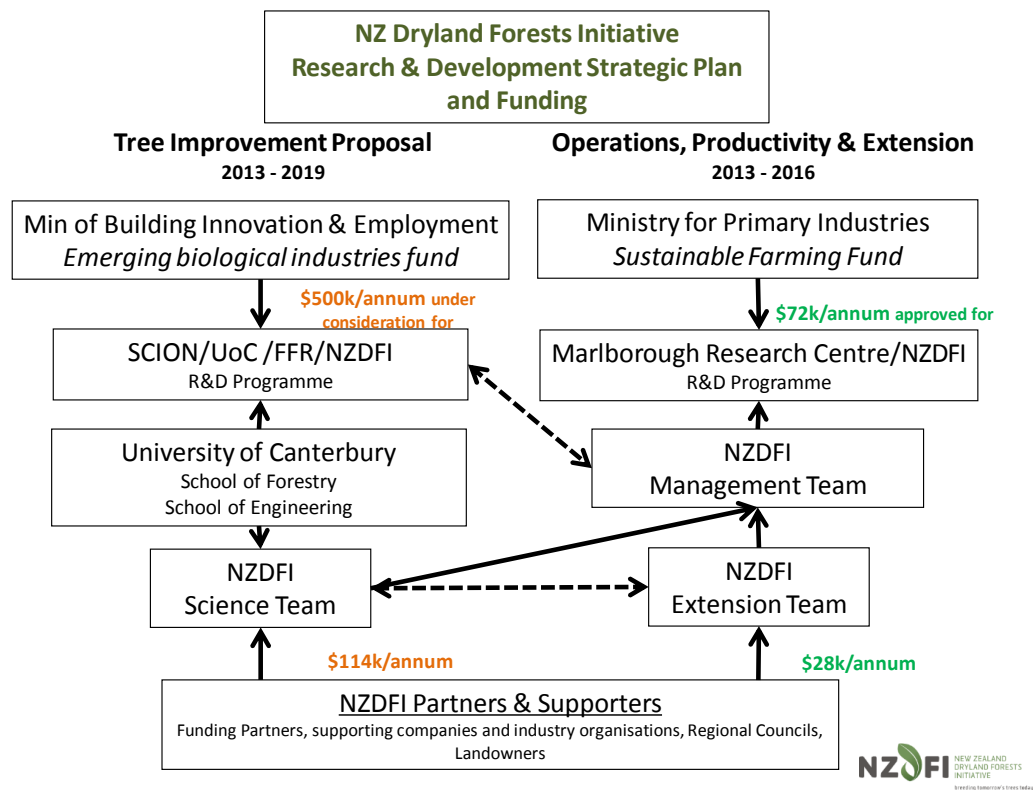 NZ Dryland Forests Initiative
Research & Development Strategic Plan
and Funding
Tree Improvement Proposal
2013 - 2019
Operations, Productivity & Extension
2013 - 2016
Min of Building Innovation & Employment
Emerging biological industries fund
Ministry for Primary Industries
Sustainable Farming Fund
$500k/annum under
consideration for
$72k/annum approved for
SCION/UoC /FFR/NZDFI
R&D Programme
Marlborough Research Centre/NZDFI
R&D Programme
University of Canterbury
School of Forestry
School of Engineering
NZDFI
Management Team
NZDFI
Science Team
NZDFI
Extension Team
$114k/annum
$28k/annum
NZDFI Partners & Supporters
Funding Partners, supporting companies and industry organisations, Regional Councils,
Landowners
NZDFI
NEW ZEALAND
DRYLAND FORESTS
INITIATIVE
breeding tomorrow's trees today